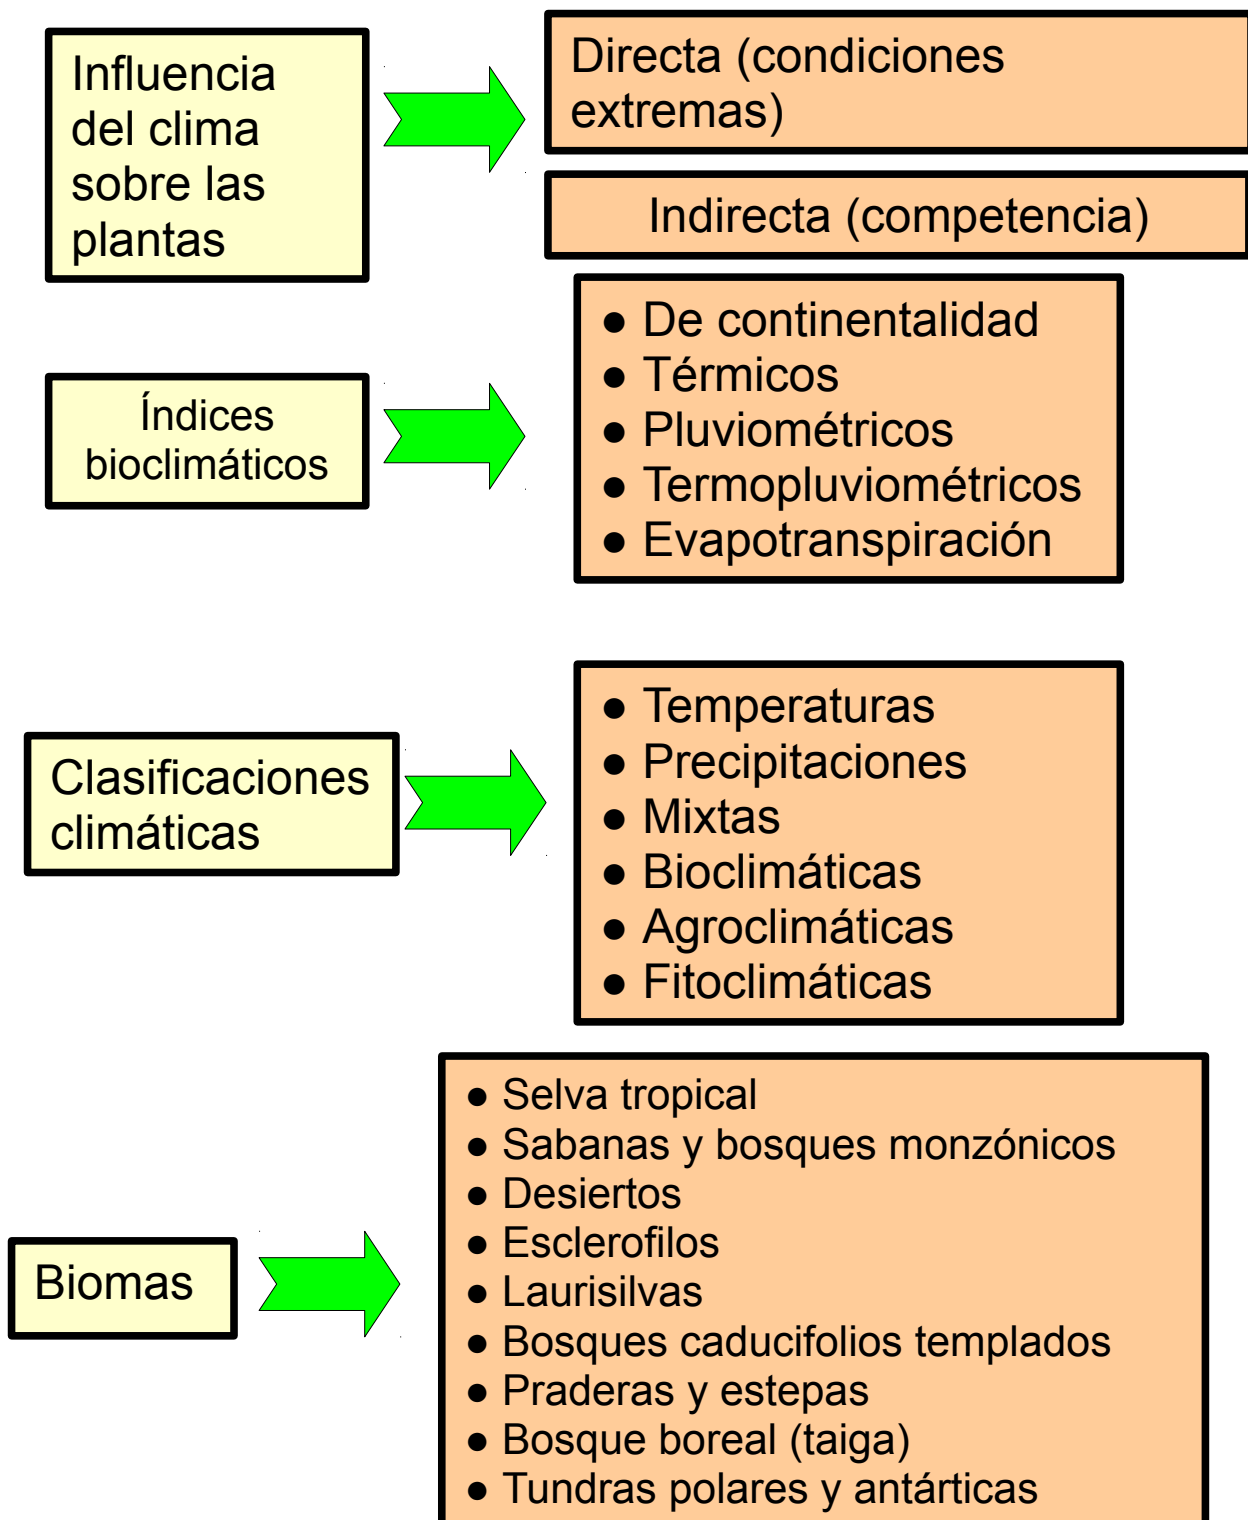 Influencia
del clima
sobre las
plantas
Directa (condiciones
extremas)
Indirecta (competencia)
Índices
bioclimáticos
● De continentalidad
● Térmicos
● Pluviométricos
● Termopluviométricos
● Evapotranspiración
Clasificaciones
climáticas
● Temperaturas
● Precipitaciones
● Mixtas
● Bioclimáticas
● Agroclimáticas
● Fitoclimáticas
Biomas
● Selva tropical
● Sabanas y bosques monzónicos
● Desiertos
● Esclerofilos
● Laurisilvas
● Bosques caducifolios templados
● Praderas y estepas
● Bosque boreal (taiga)
● Tundras polares y antárticas